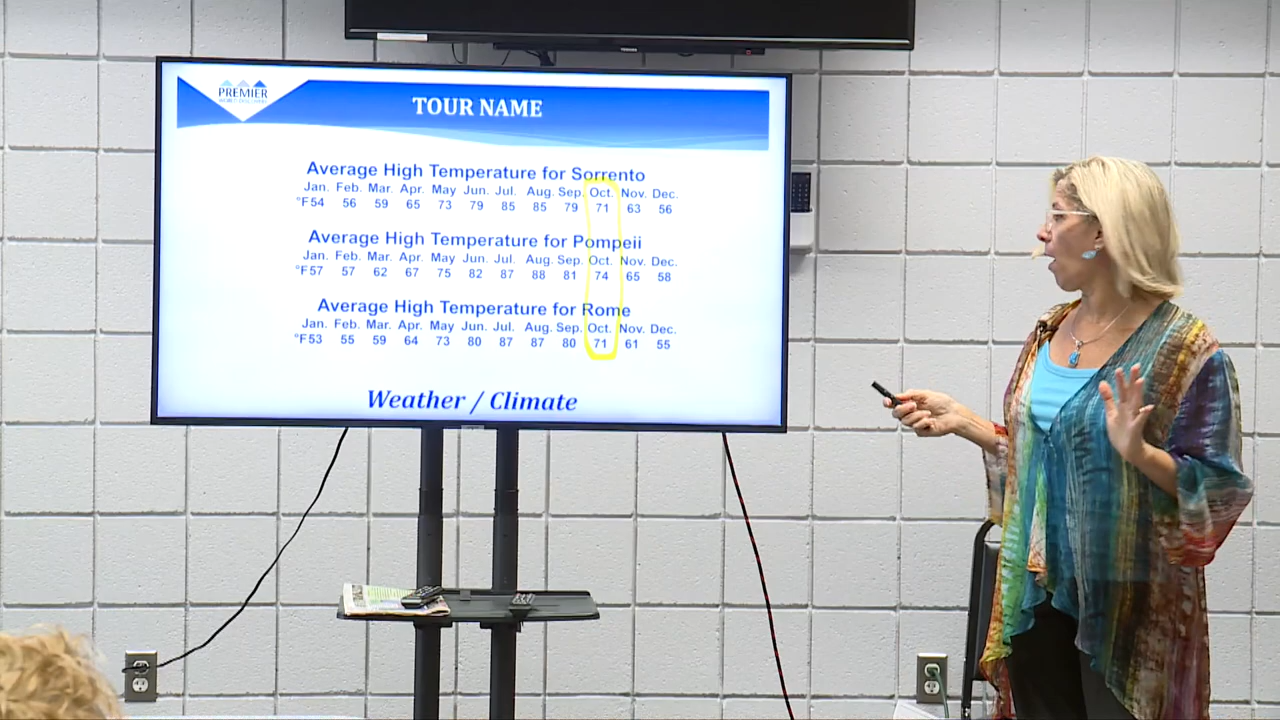 PREMIER
WORLD DISCOVERY
TOUR NAME
Average High Temperature for Sorrento
Jan. Feb. Mar. Apr. May Jun. Jul. Aug. Sep. Oct. Nov. Dec.
°F54 56 59 65 73 79 85 85 79 71 63 56
Average High Temperature for Pompeii
Jan. Feb. Mar. Apr. May Jun. Jul. Aug. Sep. Oct. Nov. Dec.
°F57 57 62 67 75 82 87 88 81 74 65 58
Average High Temperature for Rome
Jan. Feb. Mar. Apr. May Jun. Jul. Aug. Sep. Oct. Nov. Dec.
°F53 55 59 64 73 80 87 87 80 71 61 55
Weather / Climate